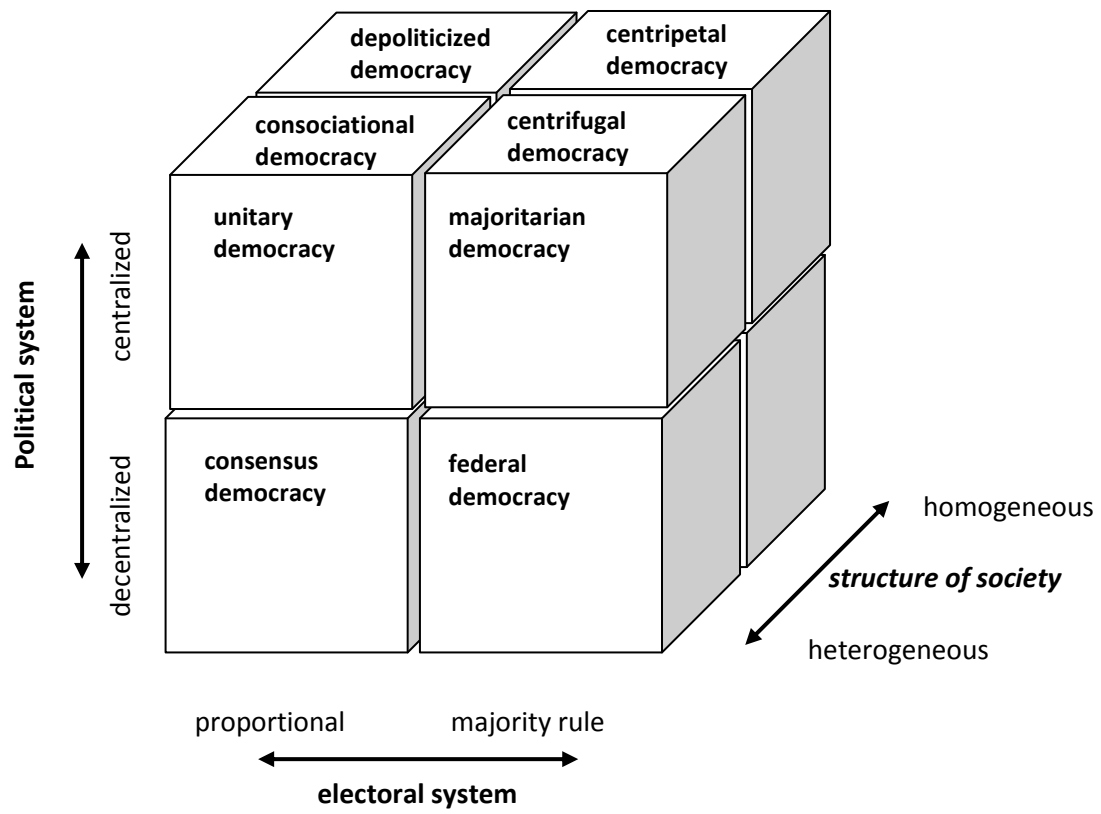 depoliticized
democracy
centripetal
democracy
consociational
democracy
centrifugal
democracy
unitary
democracy
majoritarian
democracy
Political system
centralized
decentralized
consensus
democracy
federal
democracy
homogeneous
structure of society
heterogeneous
proportional
majority rule
electoral system